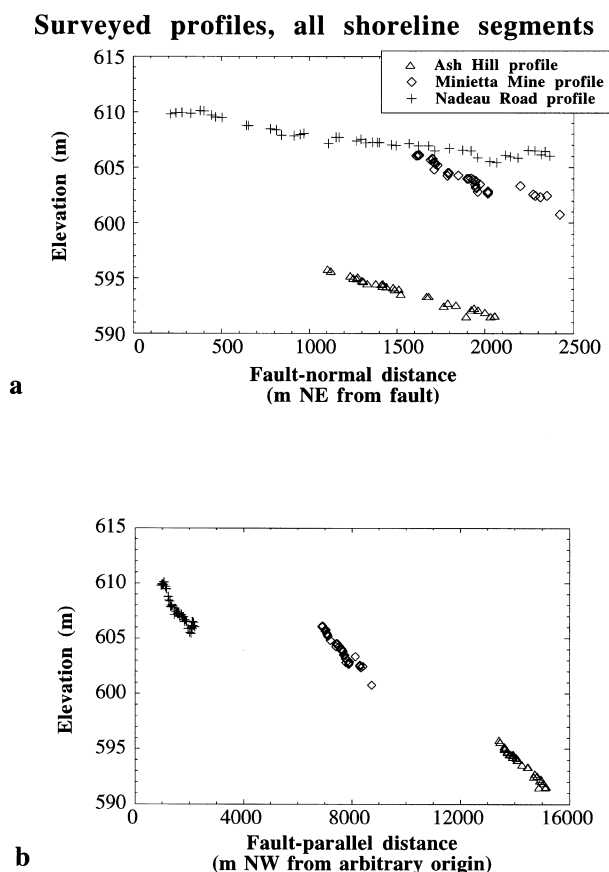 Surveyed profiles, all shoreline segments
Ash Hill profile
Minietta Mine profile
Nadeau Road profile
615
610
605
600
595
590
Elevation (m)
0 500 1000 1500 2000 2500
Fault-normal distance
(m NE from fault)
a
615
610
605
600
595
590
Elevation (m)
0 4000 8000 12000 16000
Fault-parallel distance
(m NW from arbitrary origin)
b